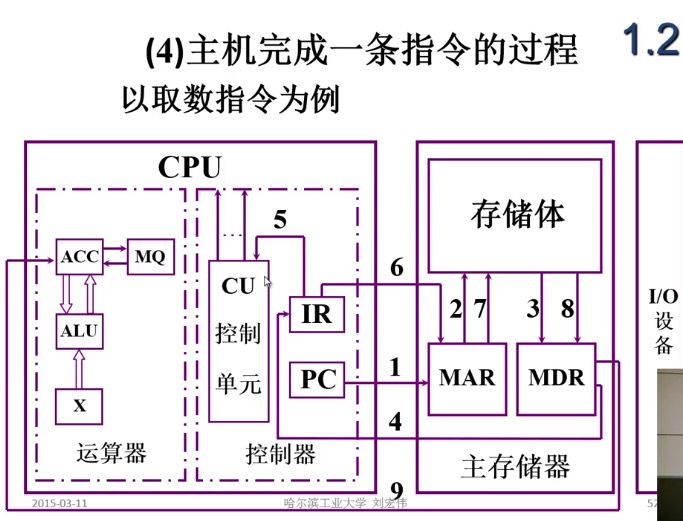 (4)主机完成一条指令的过程
1.2
以取数指令为例
CPU
存储体
5
ACC
MQ
6
CU
控制
单元
IR
2
7
3
8
I/O
设
备
ALU
PC
1
MAR
MDR
X
4
运算器
控制器
主存储器
9
2015-03-11
哈尔滨工业大学 刘宏伟